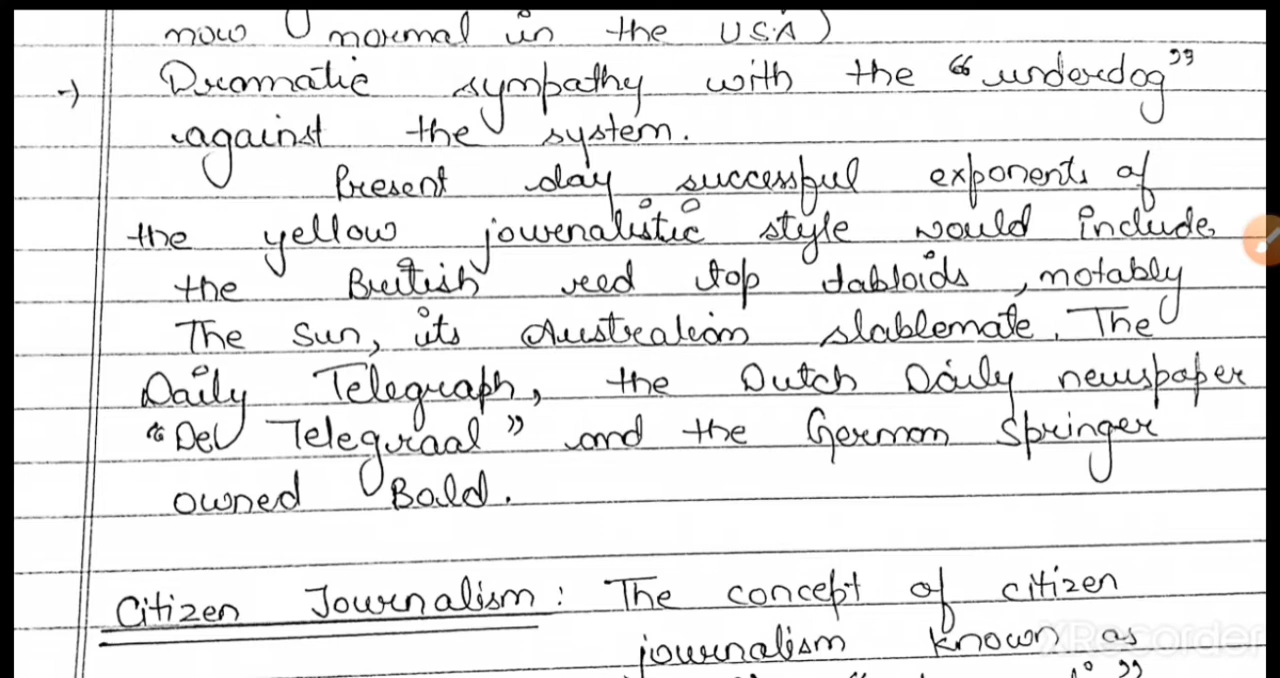 now normal in the USA)
→ Dramatic sympathy with the "underdog"
against the system.
Present day successful exponents of
the yellow journalistic style would include
the British red top tabloids, notably
The Sun, its Australian slablemate. The
Daily Telegraph, the Dutch Daily newspaper
"Del Telegraal" and the German Springer
owned Bald.
Citizen Journalism: The concept of citizen
journalism known as
XRecorder